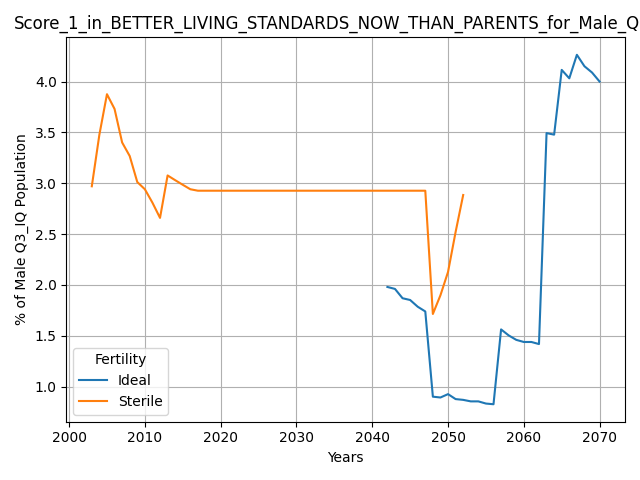 Score_1_in_BETTER_LIVING_STANDARDS_NOW_THAN_PARENTS_for_Male_Q
4.0
3.5
3.0
2.5
2.0
1.5
1.0
% of Male Q3_IQ Population
Fertility
Ideal
Sterile
2000 2010 2020 2030 2040 2050 2060 2070
Years